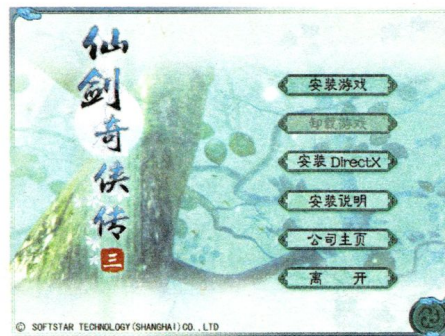 仙剑奇侠传三
安装游戏
卸载游戏
安装 DirectX
安装说明
公司主页
离 开
© SOFTSTAR TECHNOLOGY(SHANGHAI)CO.,LTD